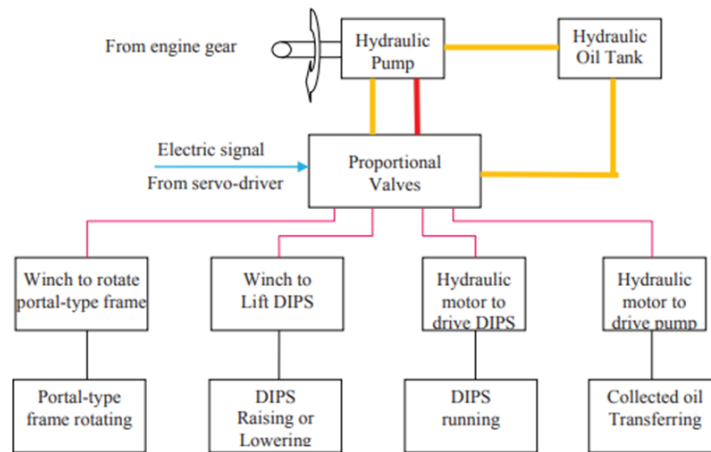 From engine gear
Hydraulic
Pump
Hydraulic
Oil Tank
Electric signal
From servo-driver
Proportional
Valves
Winch to rotate
portal-type frame
Winch to
Lift DIPS
Hydraulic
motor to
drive DIPS
Hydraulic
motor to
drive pump
Portal-type
frame rotating
DIPS
Raising or
Lowering
DIPS
running
Collected oil
Transferring